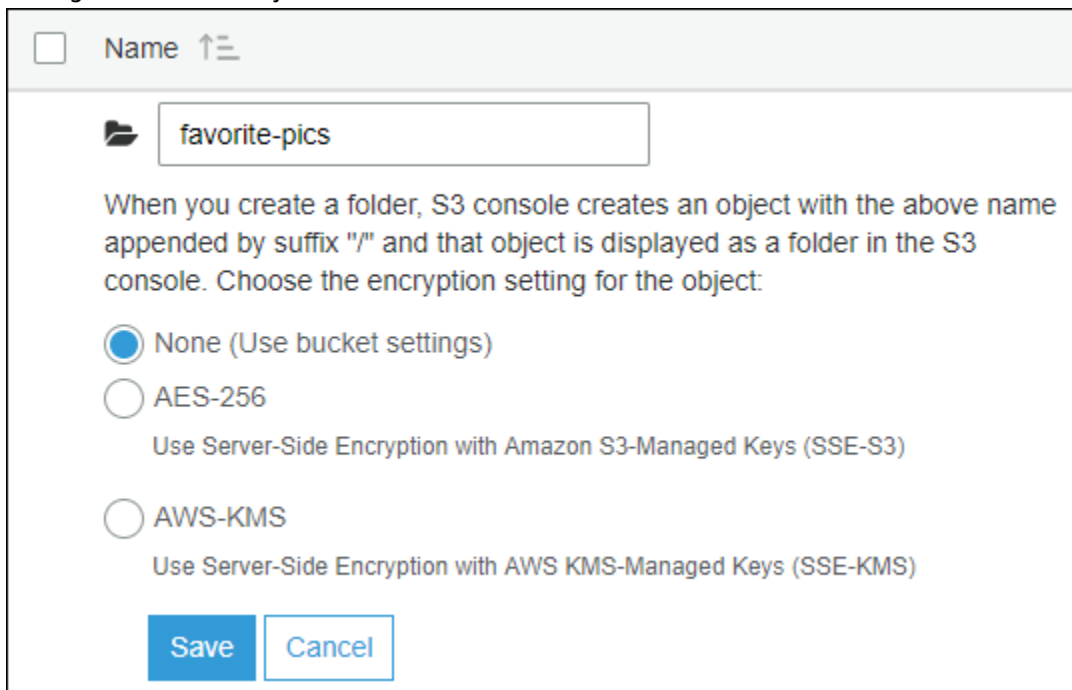 Name
favorite-pics
When you create a folder, S3 console creates an object with the above name
appended by suffix "/" and that object is displayed as a folder in the S3
console. Choose the encryption setting for the object:
None (Use bucket settings)
AES-256
Use Server-Side Encryption with Amazon S3-Managed Keys (SSE-S3)
AWS-KMS
Use Server-Side Encryption with AWS KMS-Managed Keys (SSE-KMS)
Save Cancel